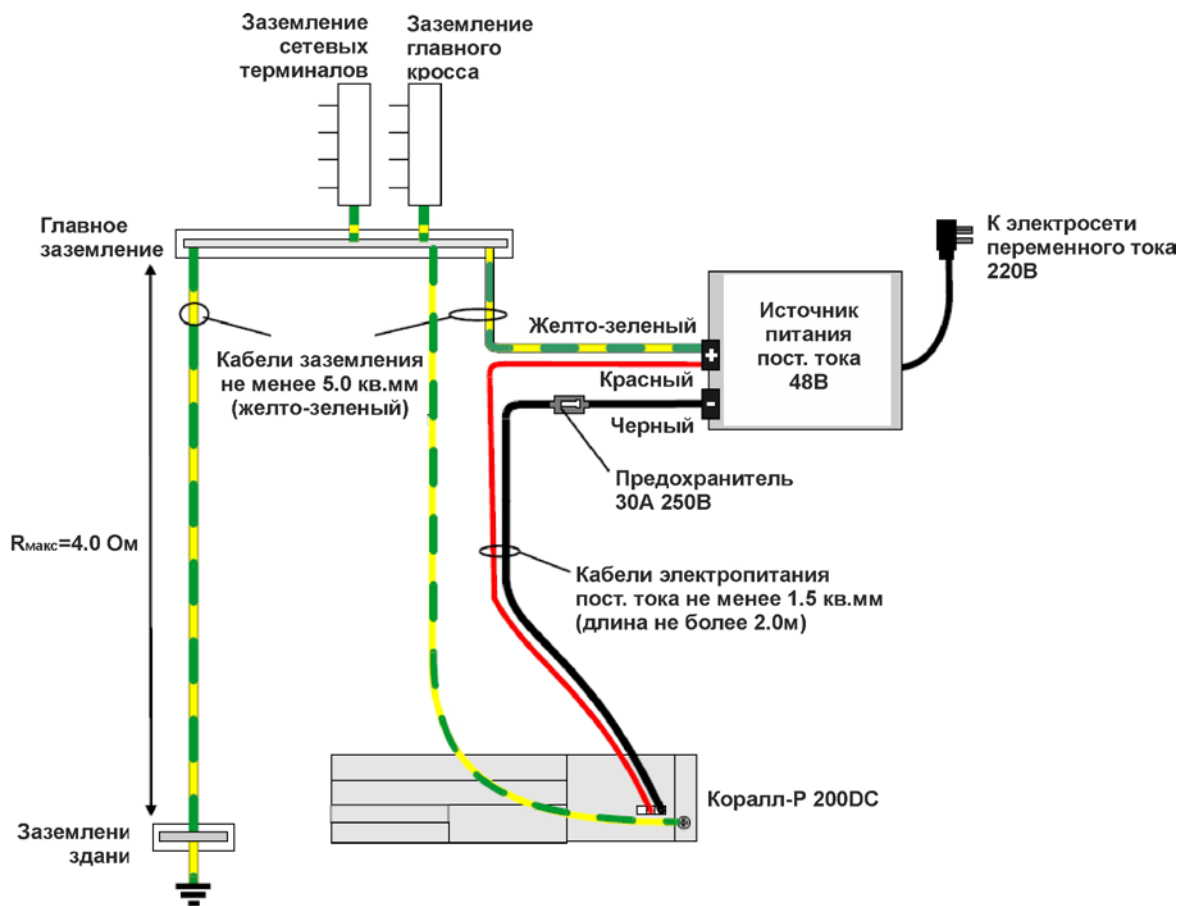 Заземление
сетевых
терминалов
Заземление
главного
кросса
Главное
заземление
К электросети
переменного тока
220В
Источник
питания
пост. тока
48В
Желто-зеленый
+
Красный
-
Черный
Кабели заземления
не менее 5.0 кв.мм
(желто-зеленый)
Предохранитель
30А 250В
Rмакс=4.0 Ом
Кабели электропитания
пост. тока не менее 1.5 кв.мм
(длина не более 2.0м)
Коралл-Р 200DC
Заземлени
здани